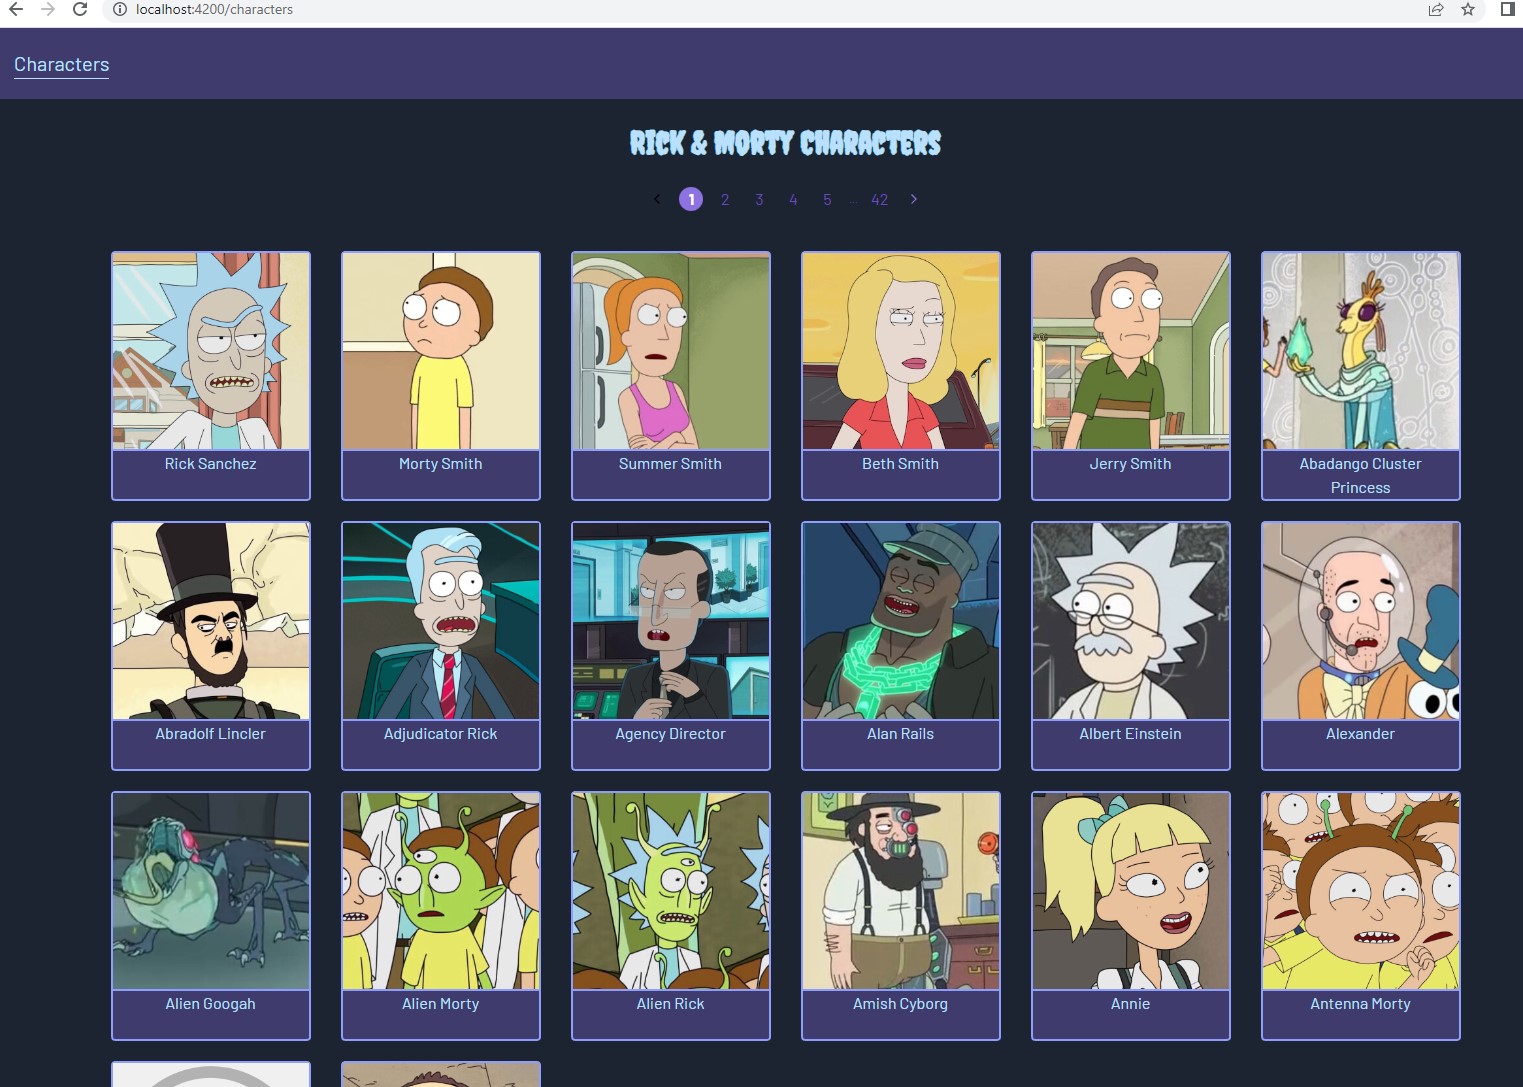 localhost:4200/characters
Characters
RICK & MORTY CHARACTERS
1 2 3 4 5 ... 42
Rick Sanchez
Morty Smith
Summer Smith
Beth Smith
Jerry Smith
Abadango Cluster
Princess
Abradolf Lincler
Adjudicator Rick
Agency Director
Alan Rails
Albert Einstein
Alexander
Alien Googah
Alien Morty
Alien Rick
Amish Cyborg
Annie
Antenna Morty